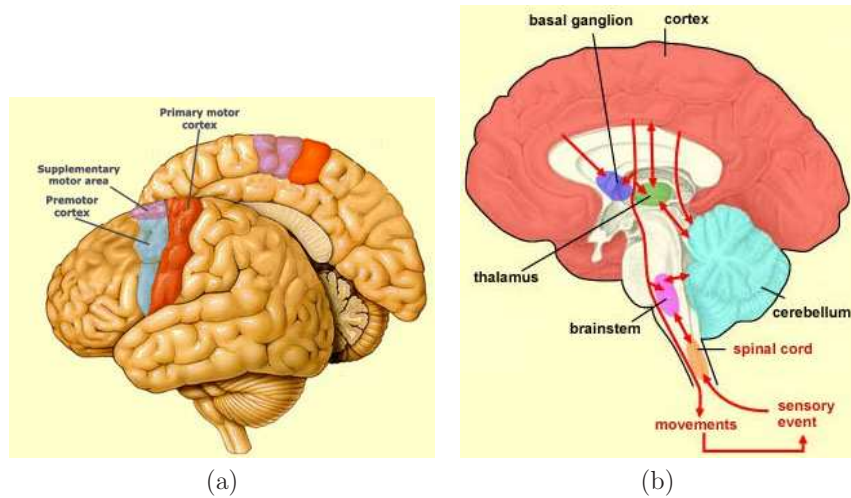 Primary motor
cortex
Supplementary
motor area
Premotor
cortex
(a)
basal ganglion
cortex
thalamus
brainstem
cerebellum
spinal cord
sensory
event
movements
(b)